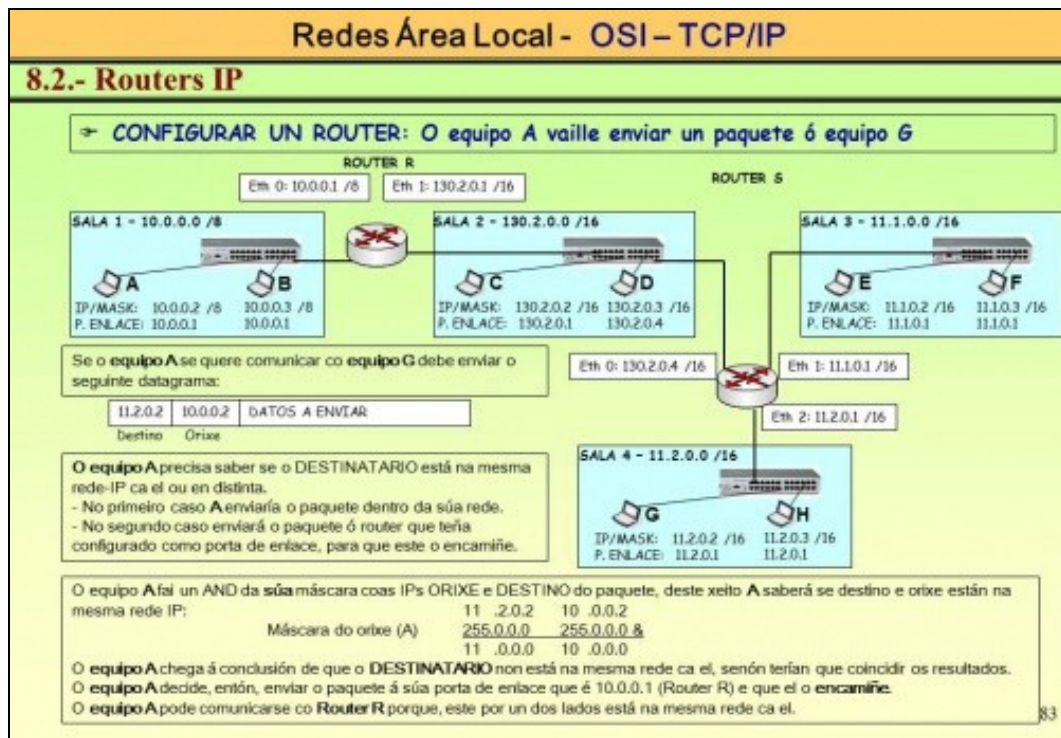 Redes Área Local - OSI – TCP/IP
8.2.- Routers IP
☞ CONFIGURAR UN ROUTER: O equipo A vaille enviar un paquete ó equipo G
ROUTER R
Eth 0: 10.0.0.1 /8
Eth 1: 130.2.0.1 /16
ROUTER S
SALA 1 - 10.0.0.0 /8
A
B
IP/MASK: 10.0.0.2 /8 10.0.0.3 /8
P. ENLACE: 10.0.0.1 10.0.0.1
SALA 2 - 130.2.0.0 /16
C
D
IP/MASK: 130.2.0.2 /16 130.2.0.3 /16
P. ENLACE: 130.2.0.1 130.2.0.4
SALA 3 - 11.1.0.0 /16
E
F
IP/MASK: 11.1.0.2 /16 11.1.0.3 /16
P. ENLACE: 11.1.0.1 11.1.0.1
Eth 0: 130.2.0.4 /16
Eth 1: 11.1.0.1 /16
Eth 2: 11.2.0.1 /16
Se o equipo A se quere comunicar co equipo G debe enviar o
seguinte datagrama:
11.2.0.2 10.0.0.2 DATOS A ENVIAR
Destino Orixe
O equipo A precisa saber se o DESTINATARIO está na mesma
rede-IP ca el ou en distinta.
- No primeiro caso A enviaría o paquete dentro da súa rede.
- No segundo caso enviará o paquete ó router que teña
configurado como porta de enlace, para que este o encamiñe.
SALA 4 - 11.2.0.0 /16
G
H
IP/MASK: 11.2.0.2 /16 11.2.0.3 /16
P. ENLACE: 11.2.0.1 11.2.0.1
O equipo A fai un AND da súa máscara coas IPs ORIXE e DESTINO do paquete, deste xeito A saberá se destino e orixe están na
mesma rede IP:
11 .2.0.2 10 .0.0.2
Máscara do orixe (A) 255.0.0.0 255.0.0.0 &
11 .0.0.0 10 .0.0.0
O equipo A chega á conclusión de que o DESTINATARIO non está na mesma rede ca el, senón terían que coincidir os resultados.
O equipo A decide, entón, enviar o paquete á súa porta de enlace que é 10.0.0.1 (Router R) e que el o encamiñe.
O equipo A pode comunicarse co Router R porque, este por un dos lados está na mesma rede ca el.
83